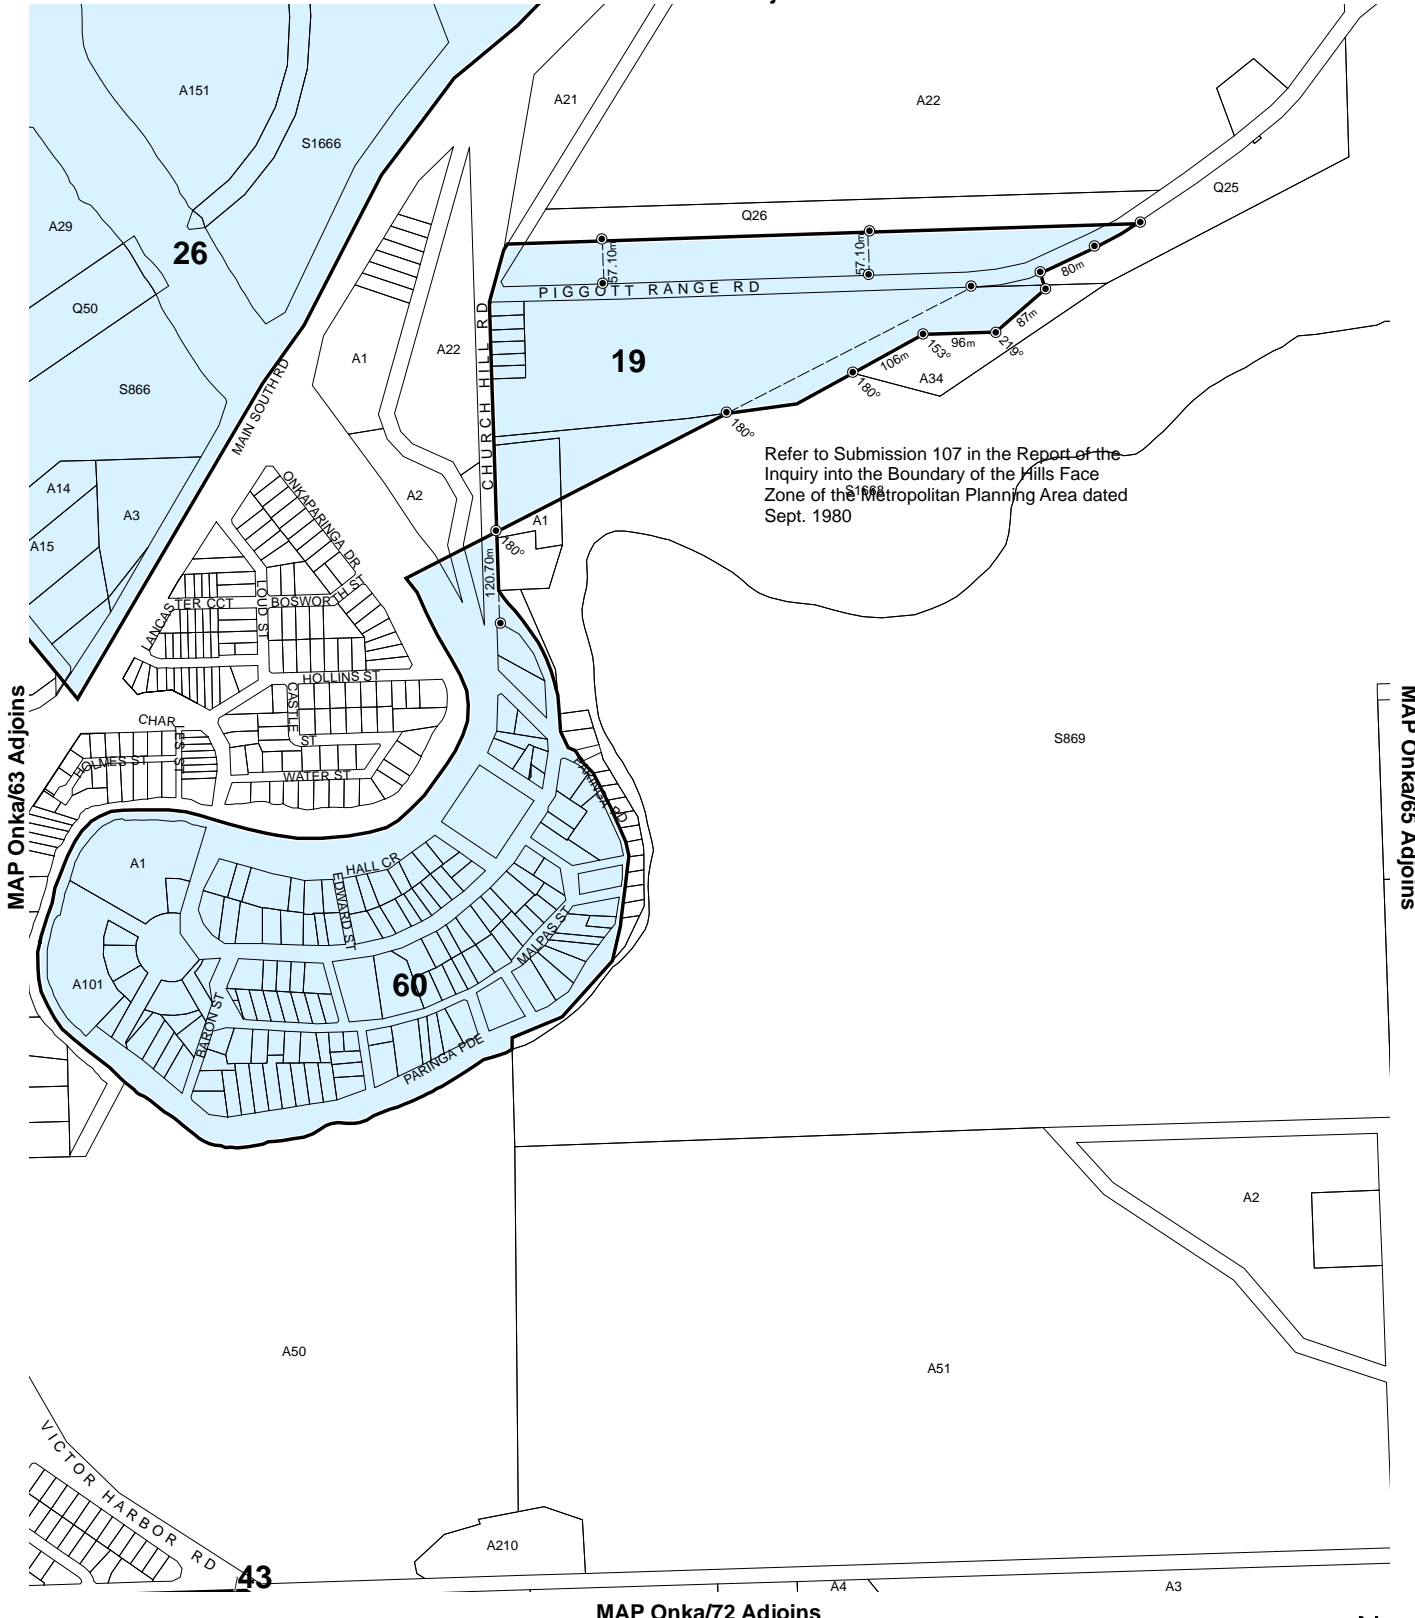 A151
A21
A22
S1666
Q25
A29
Q26
26
57.10m
57.10m
80m
PIGGOTT RANGE RD
Q50
87m
A1
A22
CHURCH HILL RD
19
96m
153°
219°
106m
A34
180°
S866
MAIN SOUTH RD
180°
Refer to Submission 107 in the Report of the
Inquiry into the Boundary of the Hills Face
Zone of the Metropolitan Planning Area dated
Sept. 1980
S1668
A14
A3
A2
ONKAPARINGA DR
A1
A15
180°
120.70m
LANCASTER CCT
LOUD ST
BOSWORTH ST
HOLLINS ST
CASTLE ST
CHARLES ST
HOLMES ST
WATER ST
PARINGA RD
S869
MAP Onka/63 Adjoins
MAP Onka/65 Adjoins
A1
HALL CR
EDWARD ST
MALPAS ST
A101
60
BARON ST
PARINGA PDE
A2
A50
A51
VICTOR HARBOR RD
A210
43
A4
A3
MAP Onka/72 Adjoins